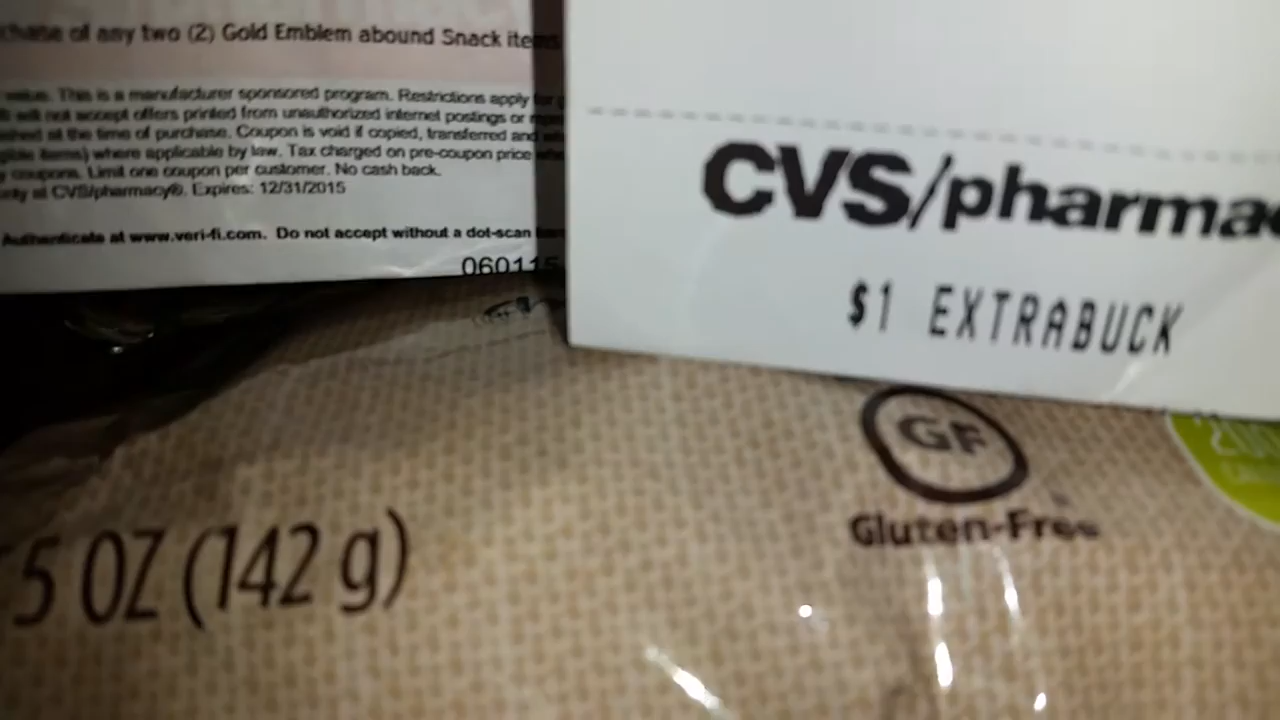 of any two (2) Gold Emblem abound Snack items
value. This is a manufacturer sponsored program. Restrictions apply
will not accept offers printed from unauthorized internet postings or
at the time of purchase. Coupon is void if copied, transferred and
items) where applicable by law. Tax charged on pre-coupon price
coupons. Limit one coupon per customer. No cash back.
only at CVS/pharmacy®. Expires: 12/31/2015
Authenticate at www.veri-fi.com. Do not accept without a dot-scan
060115
CVS/pharmac
$1 EXTRABUCK
GF
Gluten-Free
5 OZ (142 g)